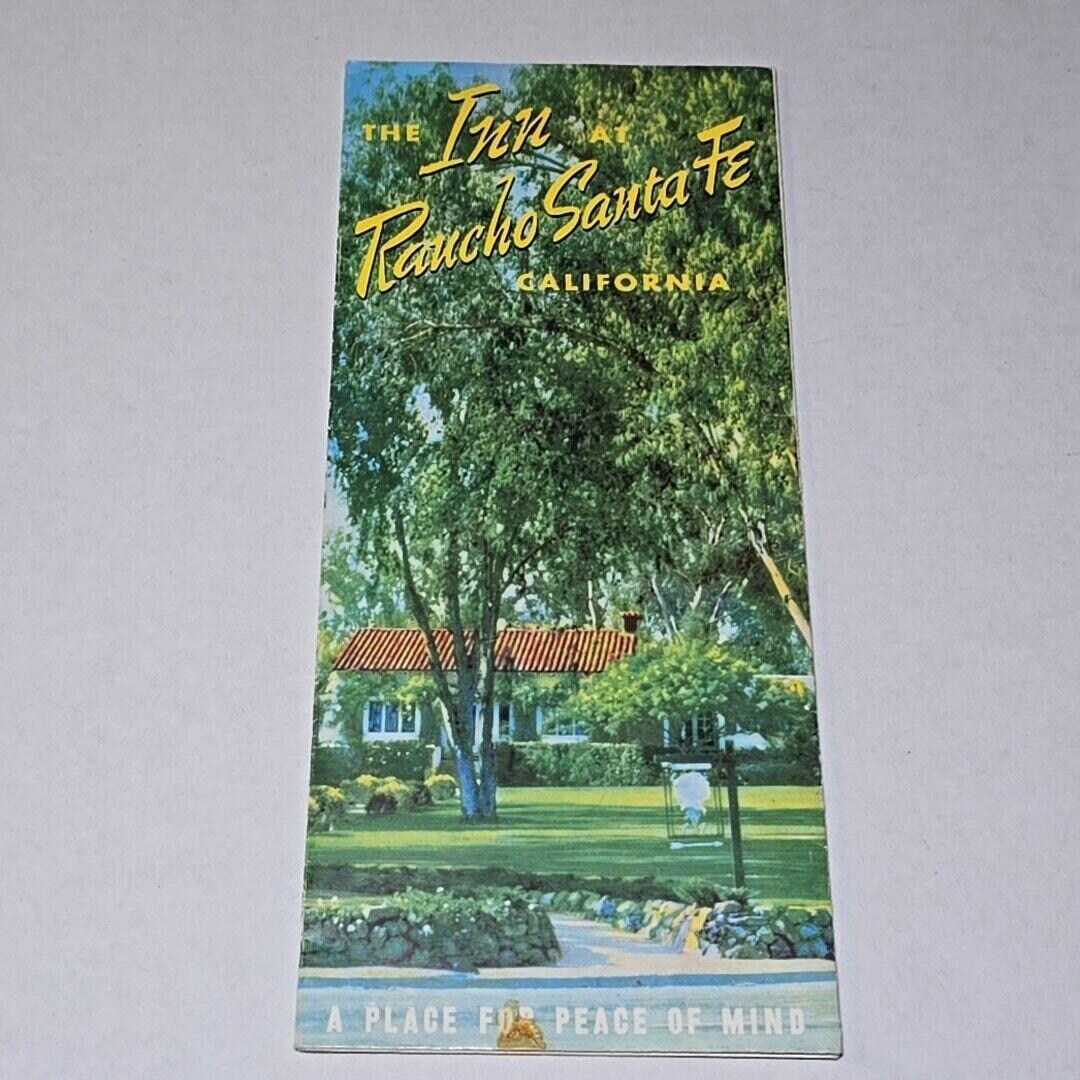 THE Inn AT
Rancho Santa Fe
CALIFORNIA
A PLACE FOR PEACE OF MIND